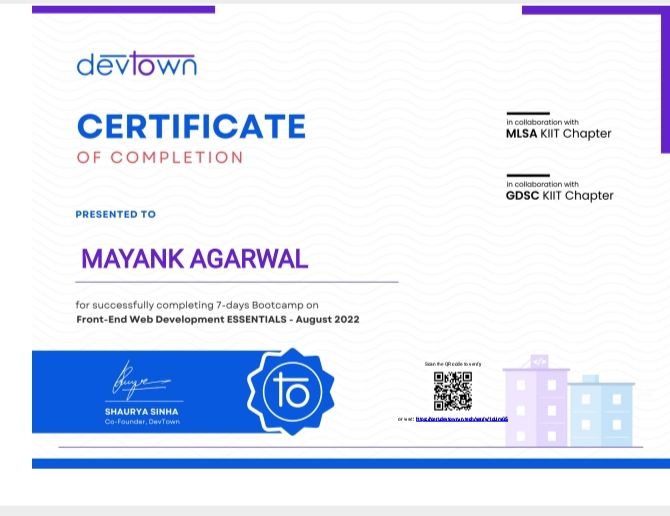 devtown
CERTIFICATE
OF COMPLETION
in collaboration with
MLSA KIIT Chapter
in collaboration with
GDSC KIIT Chapter
PRESENTED TO
MAYANK AGARWAL
for successfully completing 7-days Bootcamp on
Front-End Web Development ESSENTIALS - August 2022
SHAURYA SINHA
Co-Founder, DevTown
to
Scan the QR code to verify
or visit: